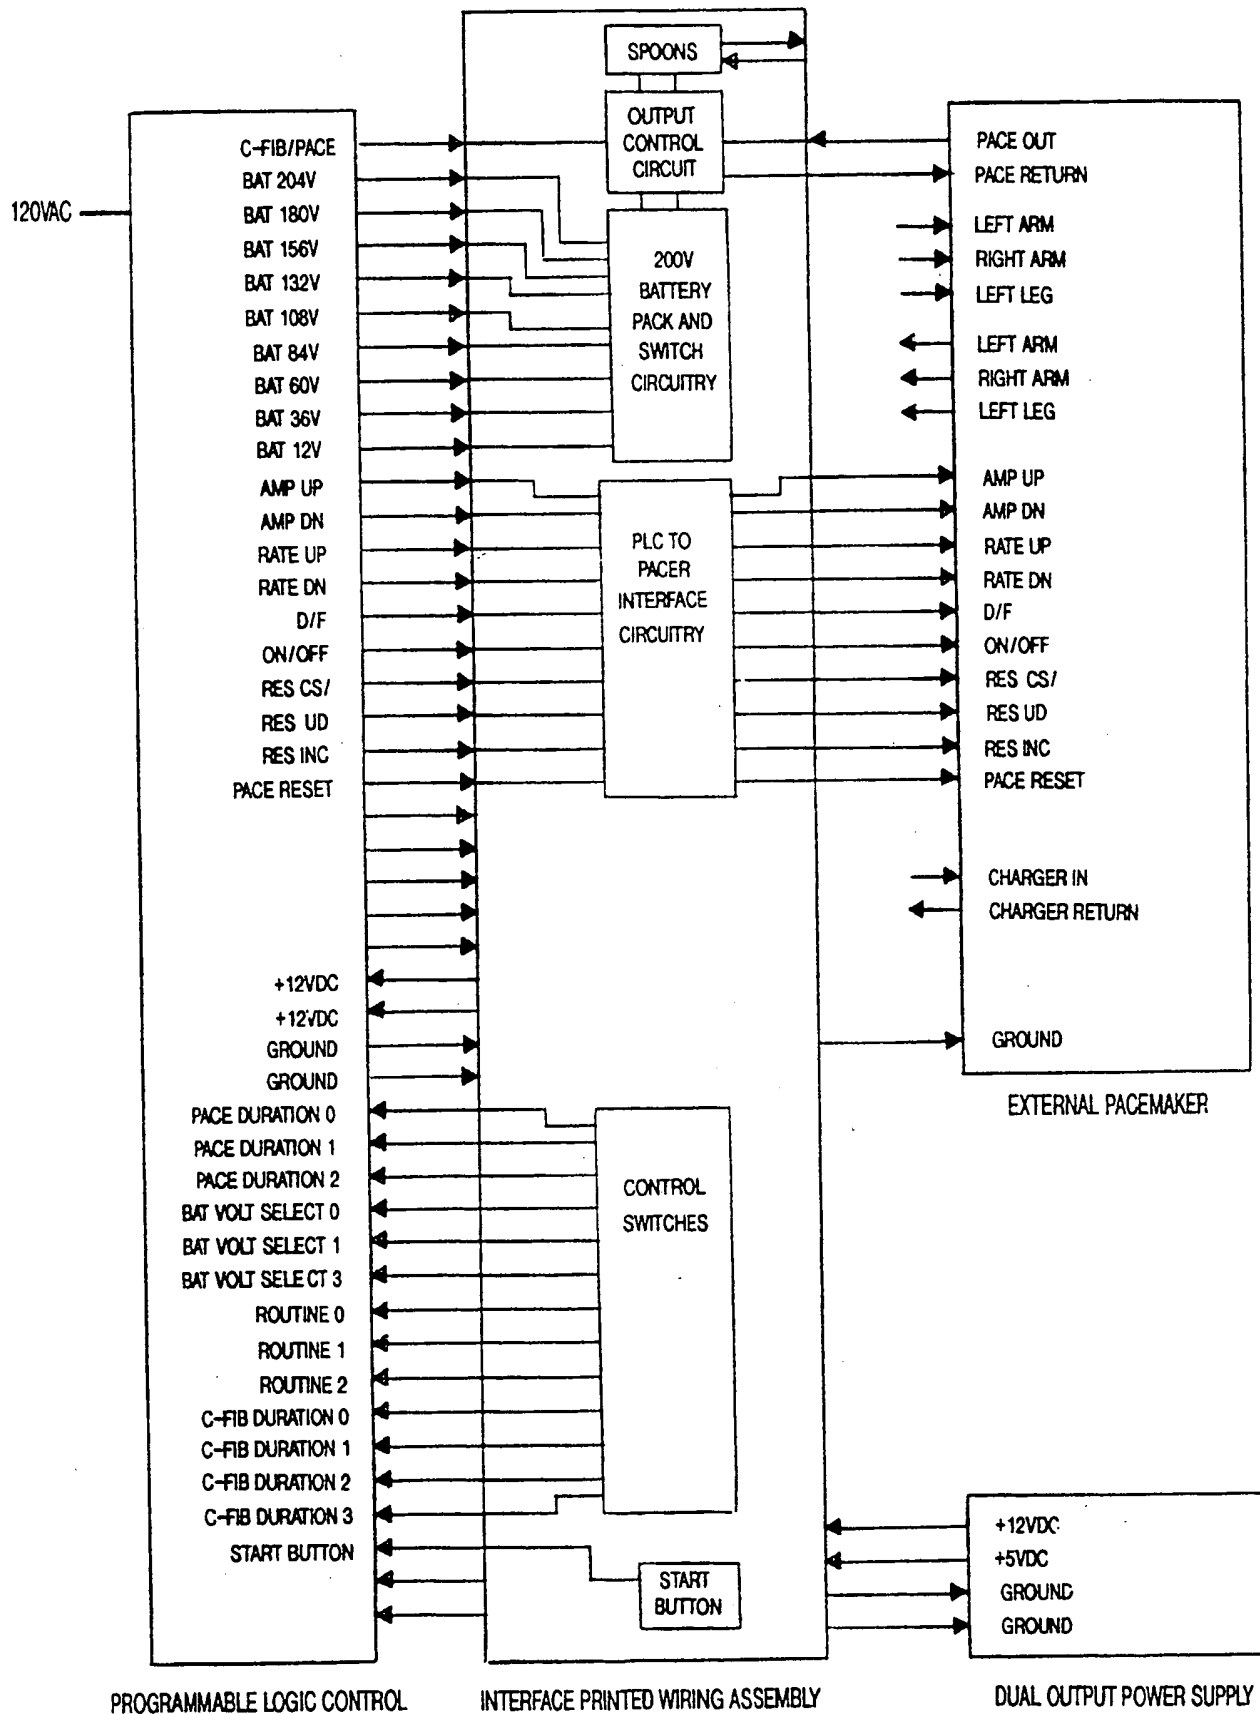 120VAC
C-FIB/PACE
BAT 204V
BAT 180V
BAT 156V
BAT 132V
BAT 108V
BAT 84V
BAT 60V
BAT 36V
BAT 12V
AMP UP
AMP DN
RATE UP
RATE DN
D/F
ON/OFF
RES CS/
RES UD
RES INC
PACE RESET
+12VDC
+12VDC
GROUND
GROUND
PACE DURATION 0
PACE DURATION 1
PACE DURATION 2
BAT VOLT SELECT 0
BAT VOLT SELECT 1
BAT VOLT SELECT 3
ROUTINE 0
ROUTINE 1
ROUTINE 2
C-FIB DURATION 0
C-FIB DURATION 1
C-FIB DURATION 2
C-FIB DURATION 3
START BUTTON
PROGRAMMABLE LOGIC CONTROL
SPOONS
OUTPUT
CONTROL
CIRCUIT
200V
BATTERY
PACK AND
SWITCH
CIRCUITRY
PLC TO
PACER
INTERFACE
CIRCUITRY
CONTROL
SWITCHES
START
BUTTON
INTERFACE PRINTED WIRING ASSEMBLY
PACE OUT
PACE RETURN
LEFT ARM
RIGHT ARM
LEFT LEG
LEFT ARM
RIGHT ARM
LEFT LEG
AMP UP
AMP DN
RATE UP
RATE DN
D/F
ON/OFF
RES CS/
RES UD
RES INC
PACE RESET
CHARGER IN
CHARGER RETURN
GROUND
EXTERNAL PACEMAKER
+12VDC
+5VDC
GROUND
GROUND
DUAL OUTPUT POWER SUPPLY